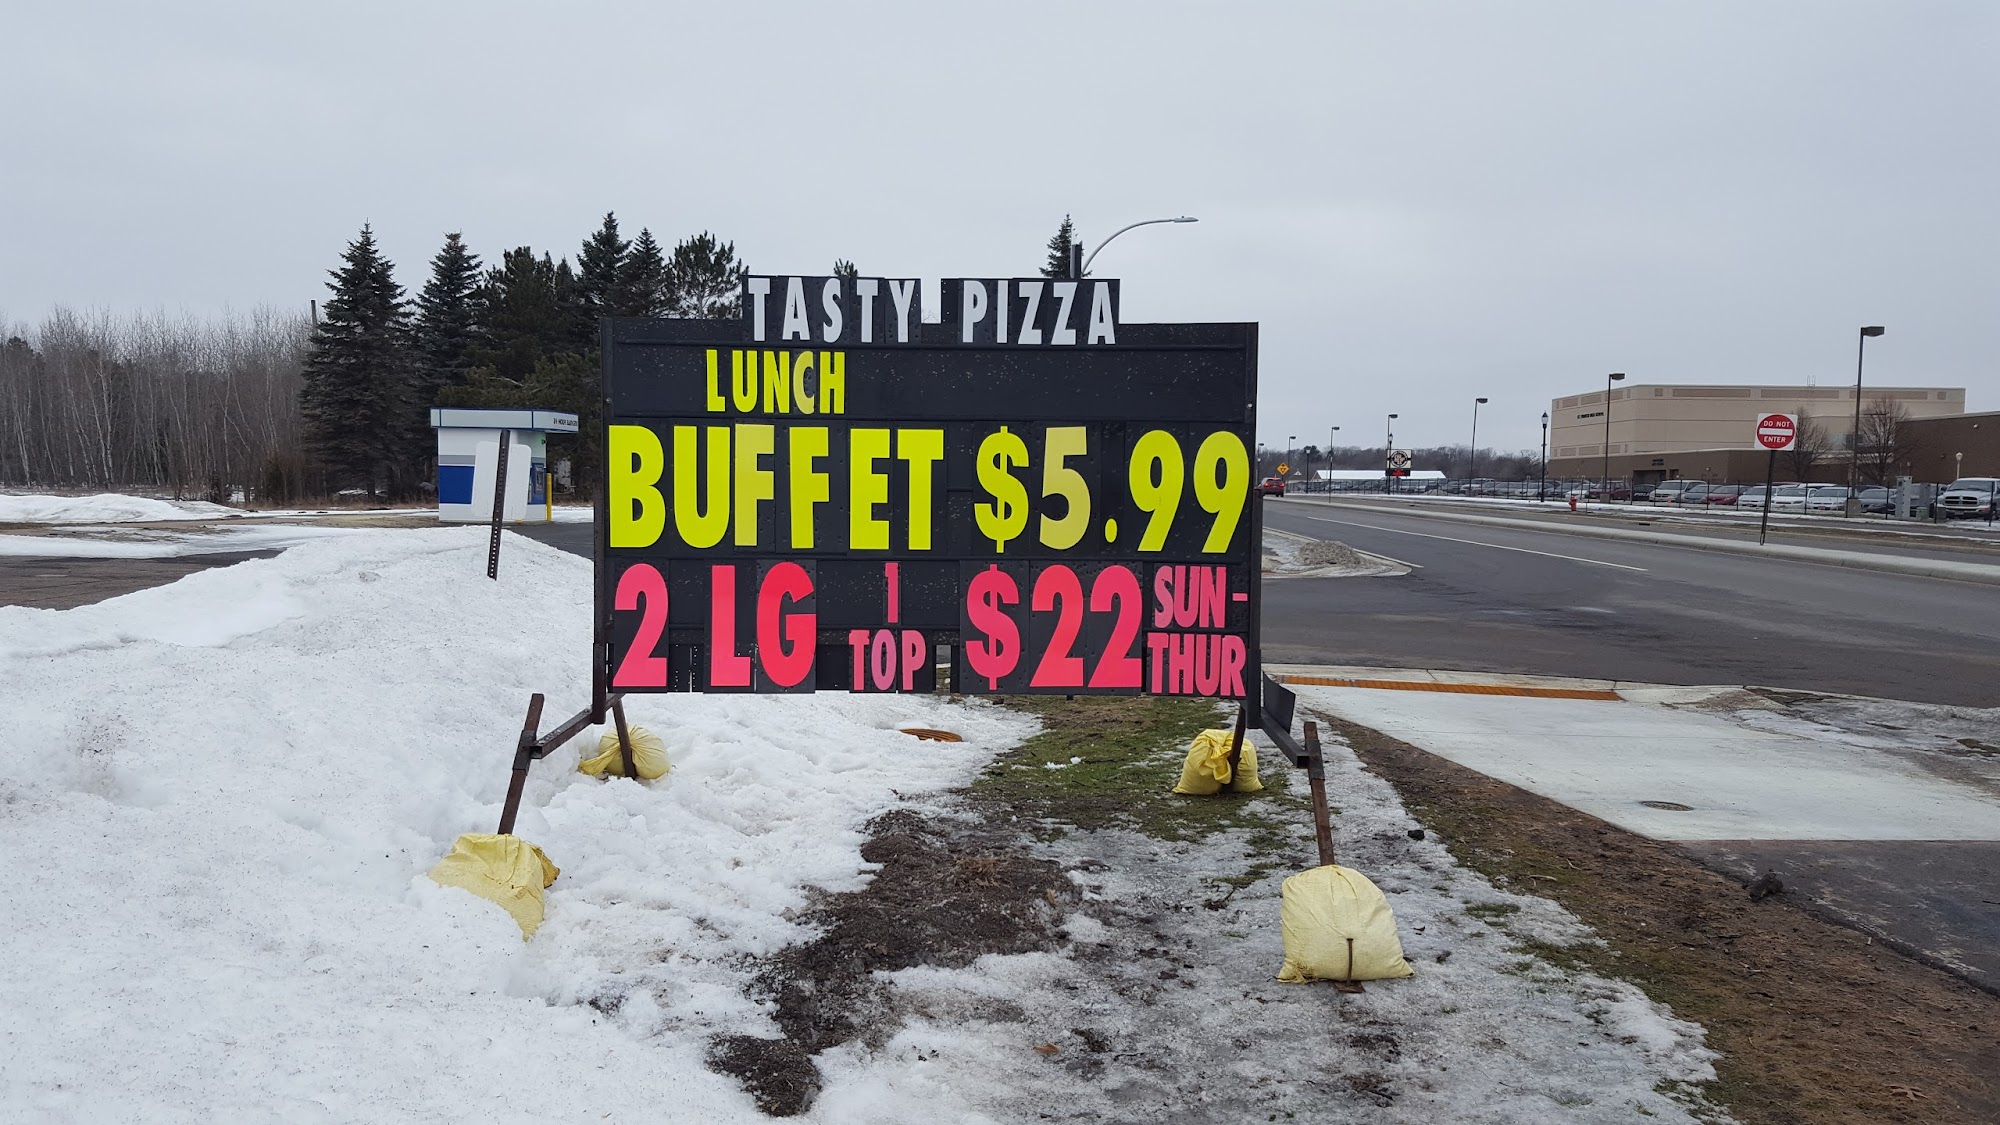 TASTY PIZZA
LUNCH
BUFFET $5.99
2 LG 1 TOP $22 SUN-THUR
DO NOT
ENTER